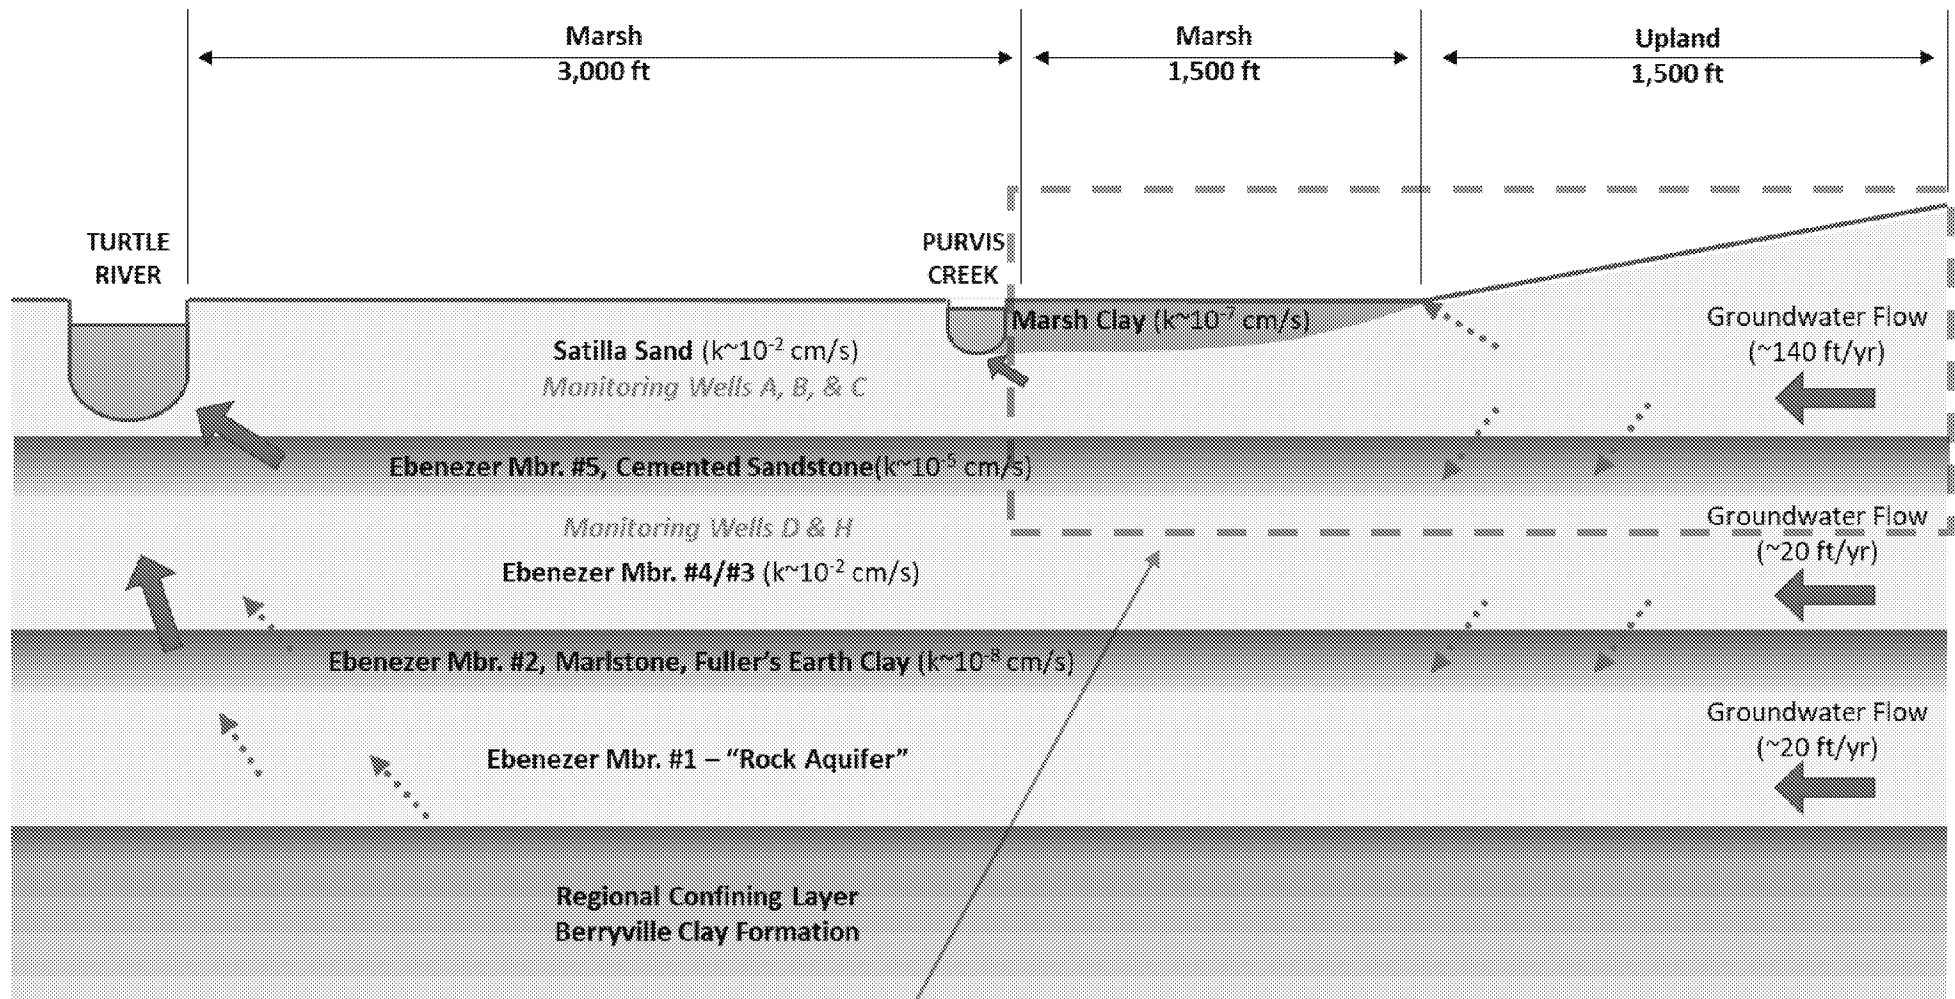 Marsh
3,000 ft
Marsh
1,500 ft
Upland
1,500 ft
TURTLE
RIVER
PURVIS
CREEK
Marsh Clay (k~10⁻⁷ cm/s)
Groundwater Flow
(~140 ft/yr)
Satilla Sand (k~10⁻² cm/s)
Monitoring Wells A, B, & C
Ebenezer Mbr. #5, Cemented Sandstone(k~10⁻⁵ cm/s)
Monitoring Wells D & H
Groundwater Flow
(~20 ft/yr)
Ebenezer Mbr. #4/#3 (k~10⁻² cm/s)
Ebenezer Mbr. #2, Marlstone, Fuller's Earth Clay (k~10⁻⁸ cm/s)
Groundwater Flow
(~20 ft/yr)
Ebenezer Mbr. #1 – “Rock Aquifer”
Regional Confining Layer
Berryville Clay Formation